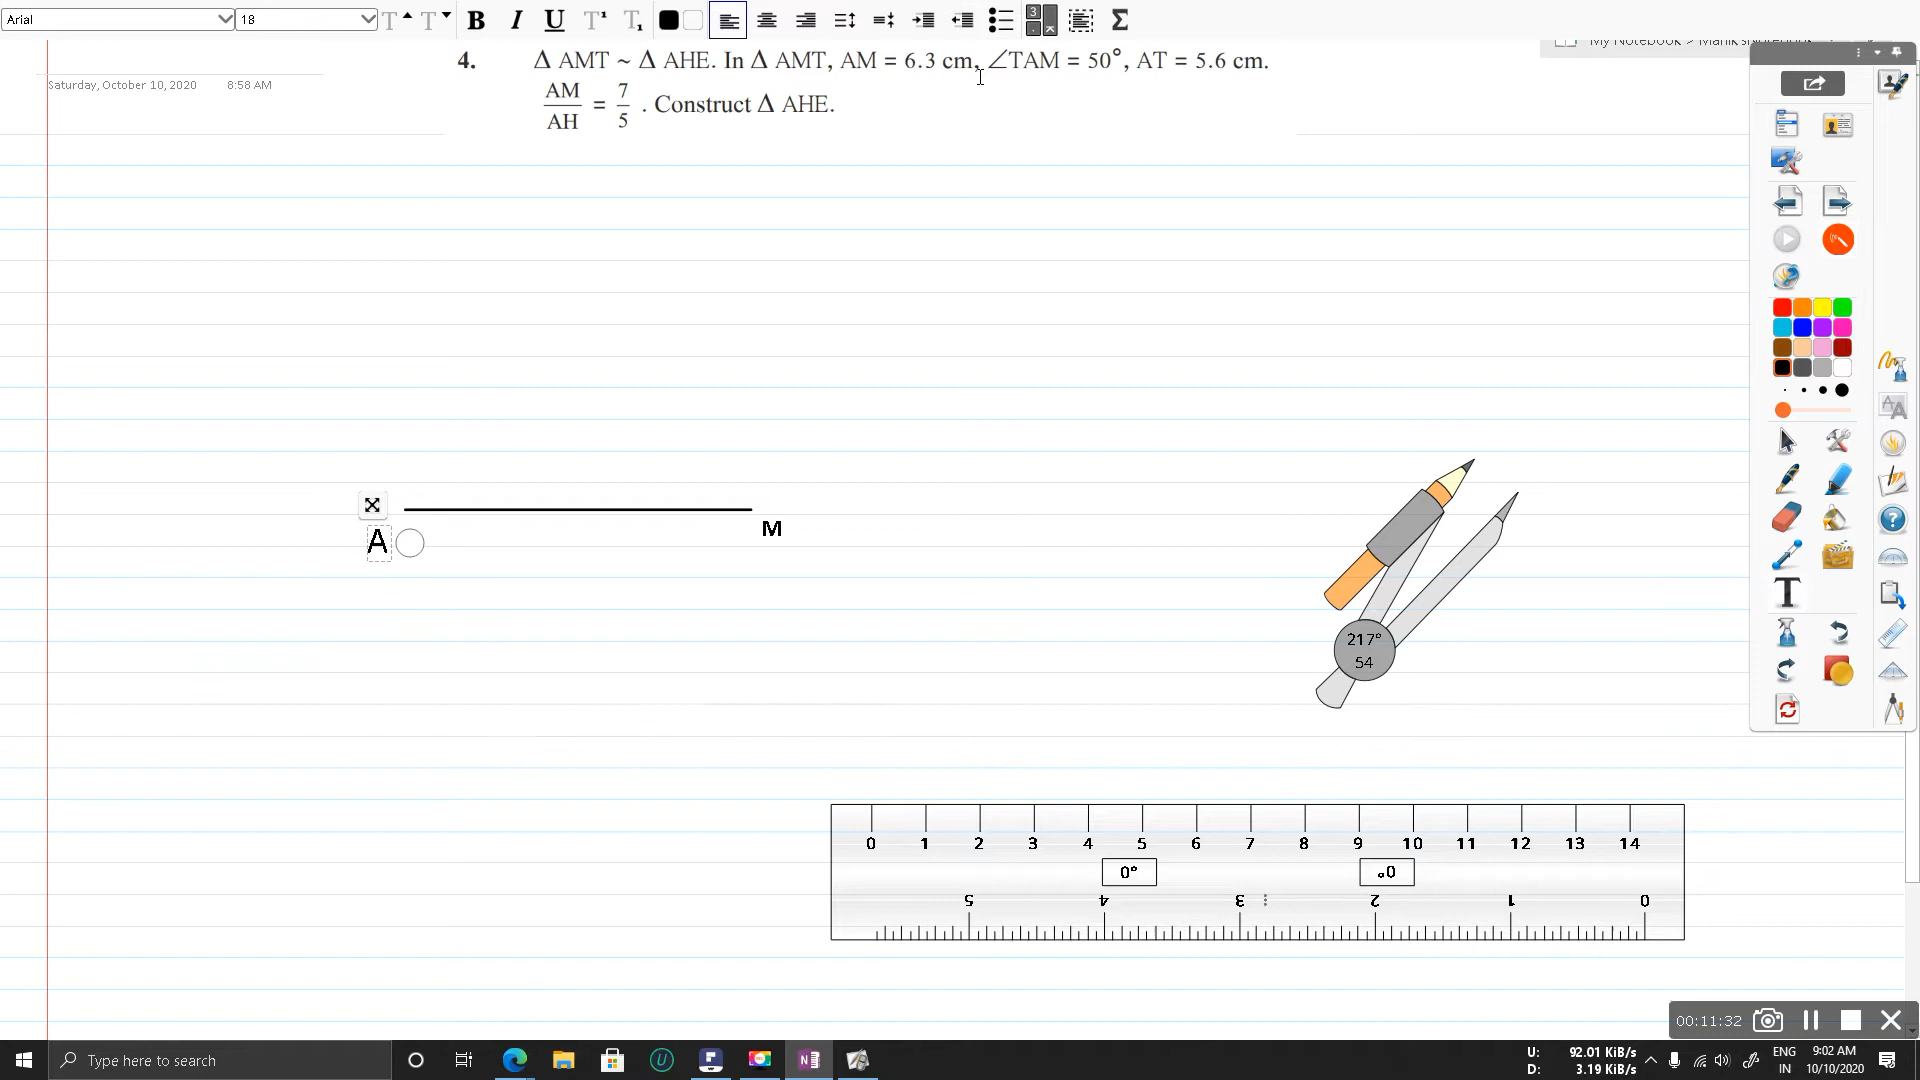 Arial
18
B I U T¹ T₁ Σ
4. Δ AMT ~ Δ AHE. In Δ AMT, AM = 6.3 cm, ∠TAM = 50°, AT = 5.6 cm.
AM/AH = 7/5 . Construct Δ AHE.
Saturday, October 10, 2020 8:58 AM
A
M
217°
54
0 1 2 3 4 5 6 7 8 9 10 11 12 13 14
0° 0°
5 4 3 2 1 0
T
00:11:32
Type here to search
U: 92.01 KiB/s
D: 3.19 KiB/s
ENG
IN
9:02 AM
10/10/2020